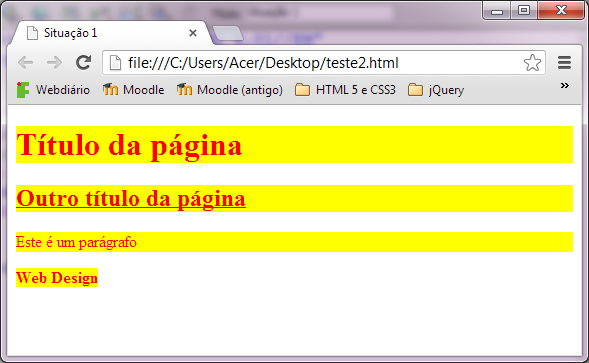 Situação 1
file:///C:/Users/Acer/Desktop/teste2.html
Webdiário Moodle Moodle (antigo) HTML 5 e CSS3 jQuery »
Título da página
Outro título da página
Este é um parágrafo
Web Design